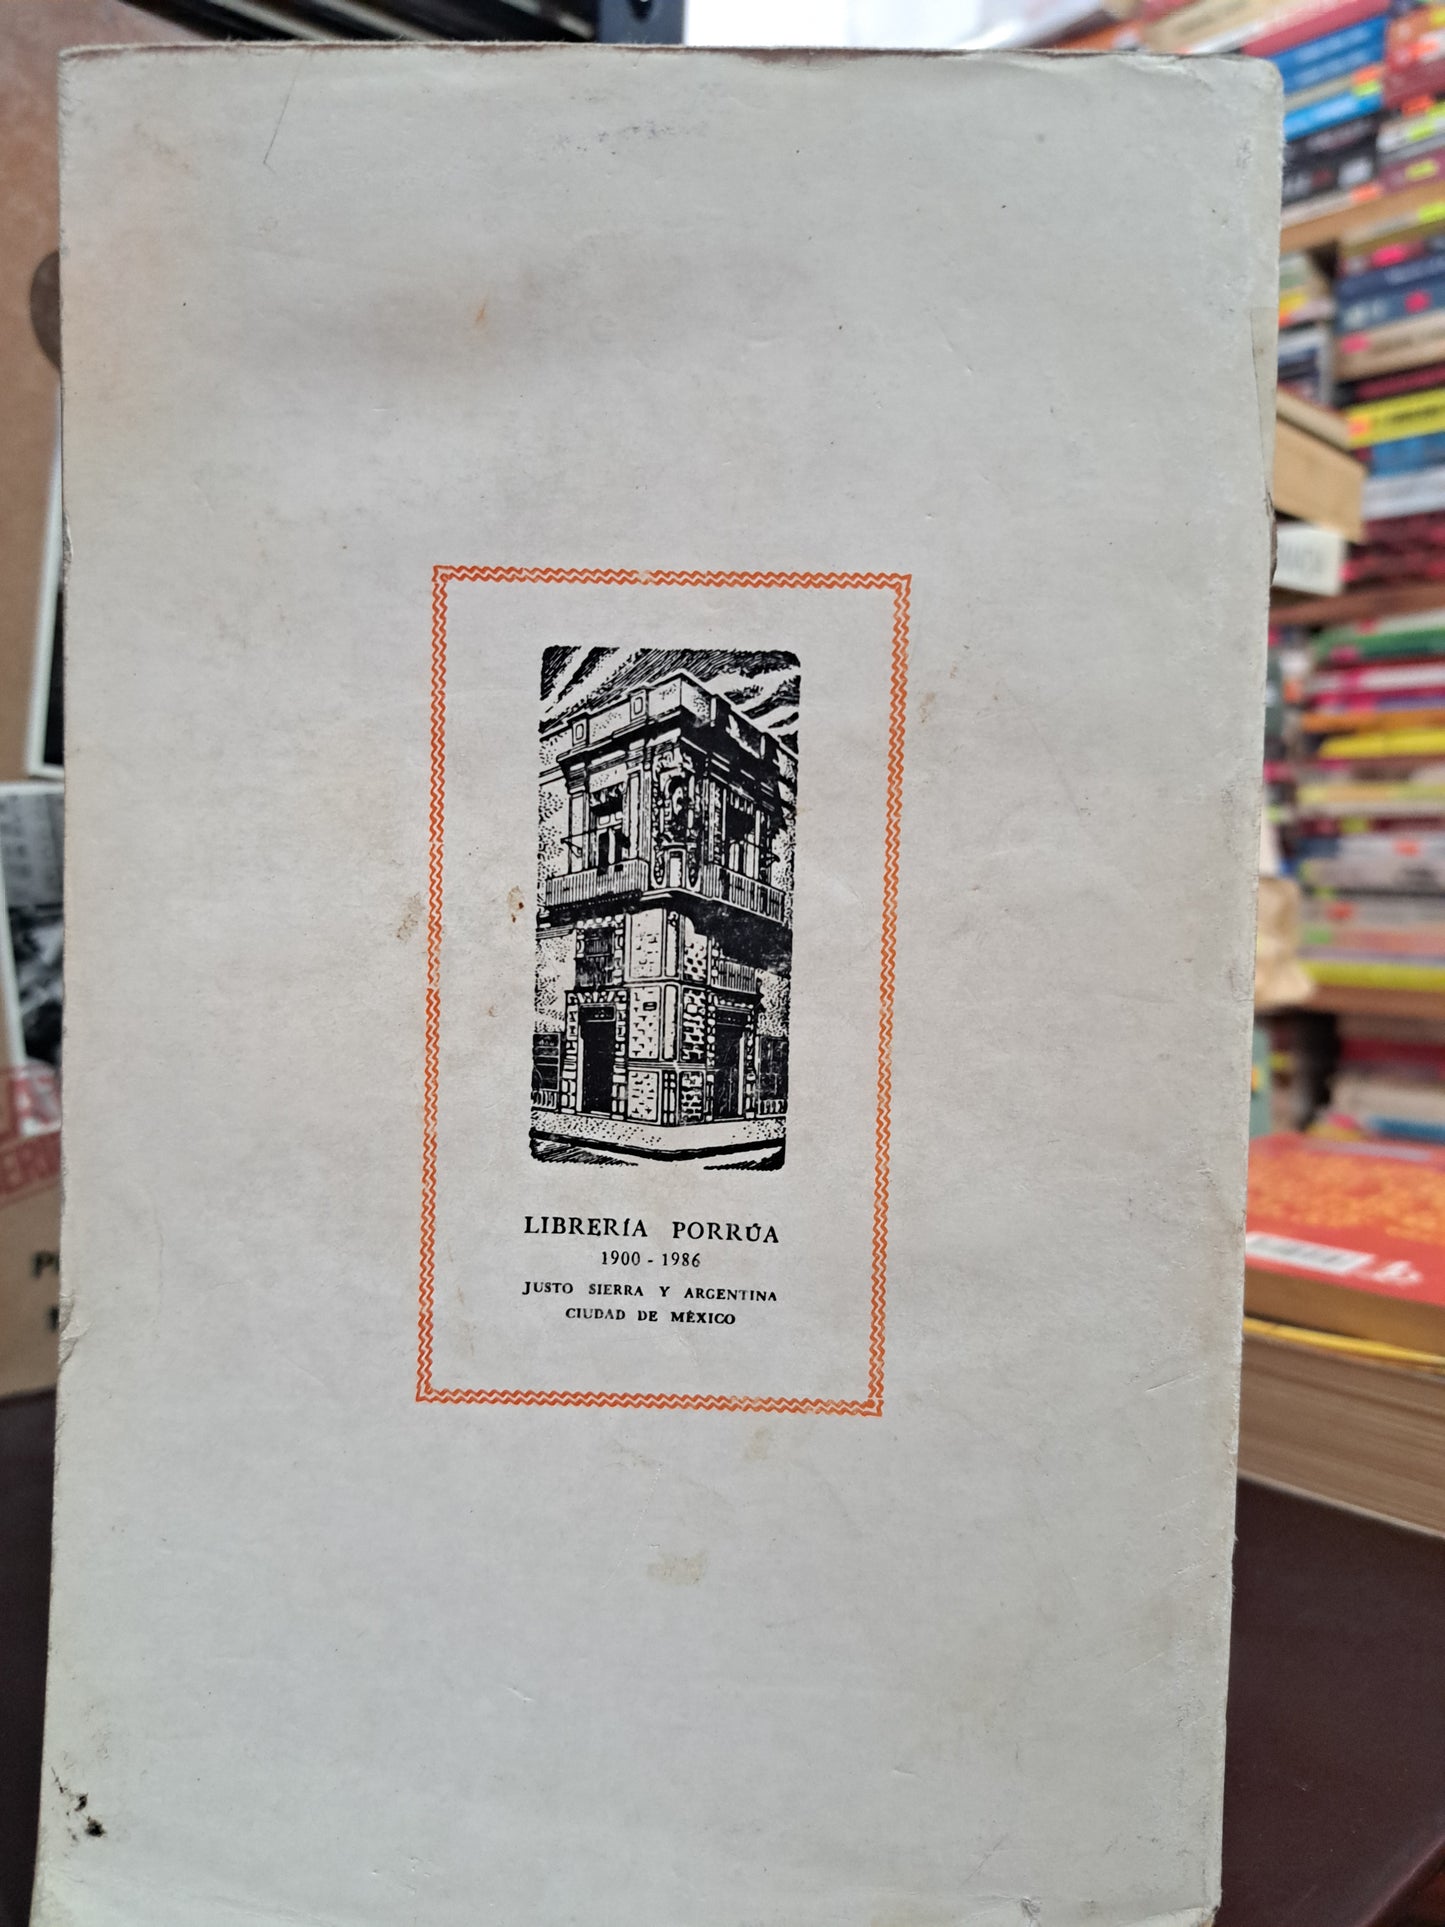 LIBRERÍA PORRÚA
1900 - 1986
JUSTO SIERRA Y ARGENTINA
CIUDAD DE MÉXICO